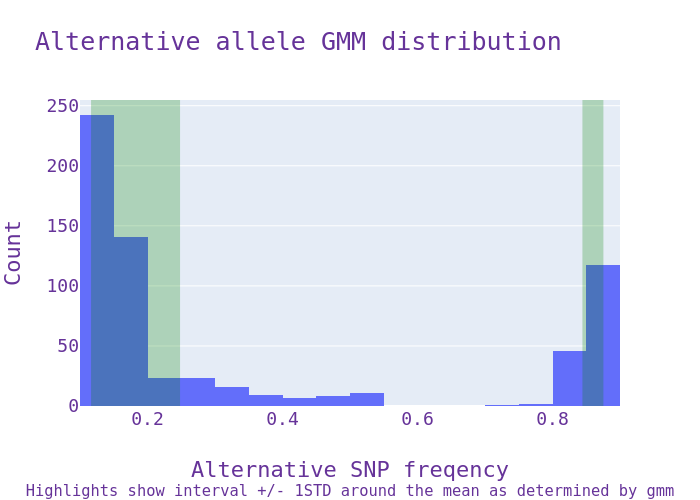 Alternative allele GMM distribution
250
200
150
100
50
0
Count
0.2 0.4 0.6 0.8
Alternative SNP freqency
Highlights show interval +/- 1STD around the mean as determined by gmm